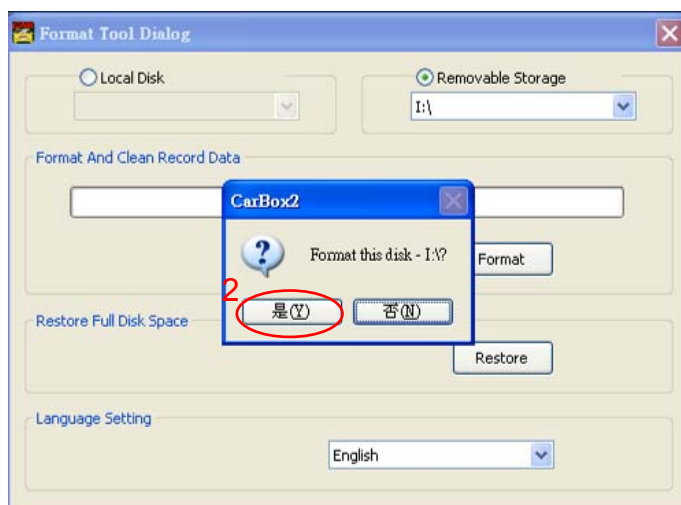 Format Tool Dialog
Local Disk
Removable Storage
I:\
Format And Clean Record Data
CarBox2
Format this disk - I:\?
Format
2
是(Y)
否(N)
Restore Full Disk Space
Restore
Language Setting
English